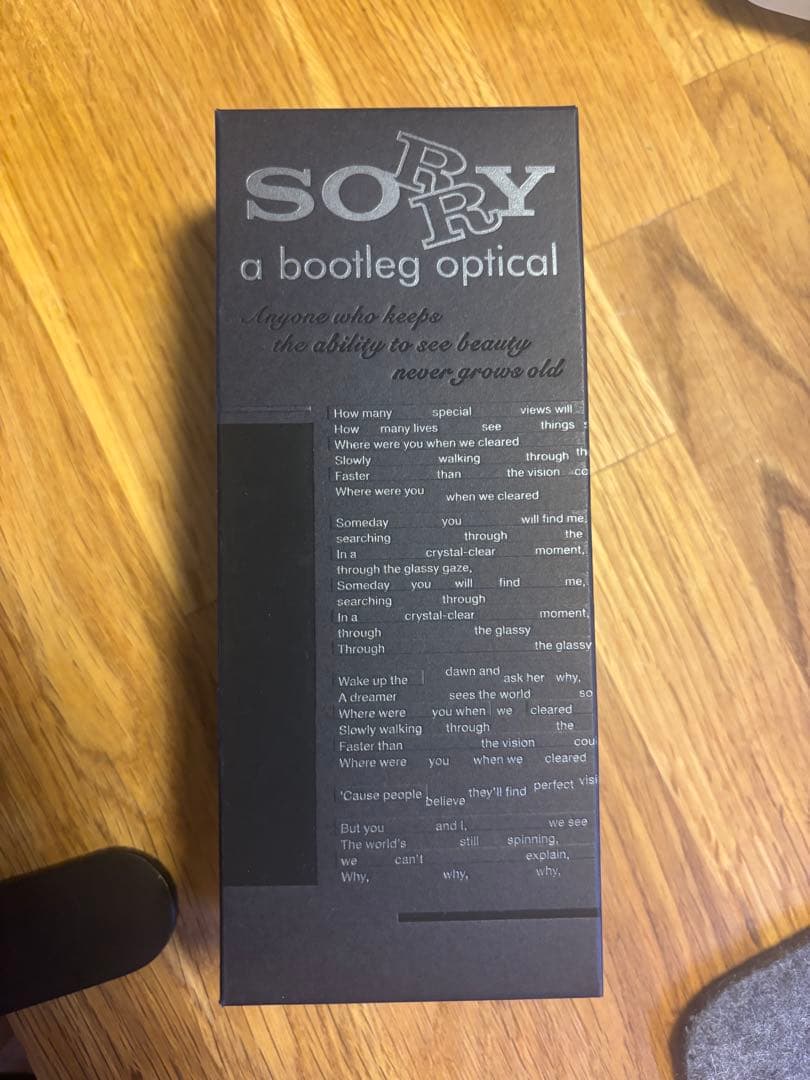 SORRY
a bootleg optical
Anyone who keeps
the ability to see beauty
never grows old
How many special views will
How many lives see things
Where were you when we cleared
Slowly walking through th
Faster than the vision co
Where were you when we cleared
Someday you will find me,
searching through the
In a crystal-clear moment,
through the glassy gaze,
Someday you will find me,
searching through
In a crystal-clear moment,
through the glassy
Through the glassy
Wake up the dawn and ask her why,
A dreamer sees the world so
Where were you when we cleared
Slowly walking through the
Faster than the vision cou
Where were you when we cleared
'Cause people believe they'll find perfect visi
But you and I, we see
The world's still spinning,
we can't explain,
Why, why, why,